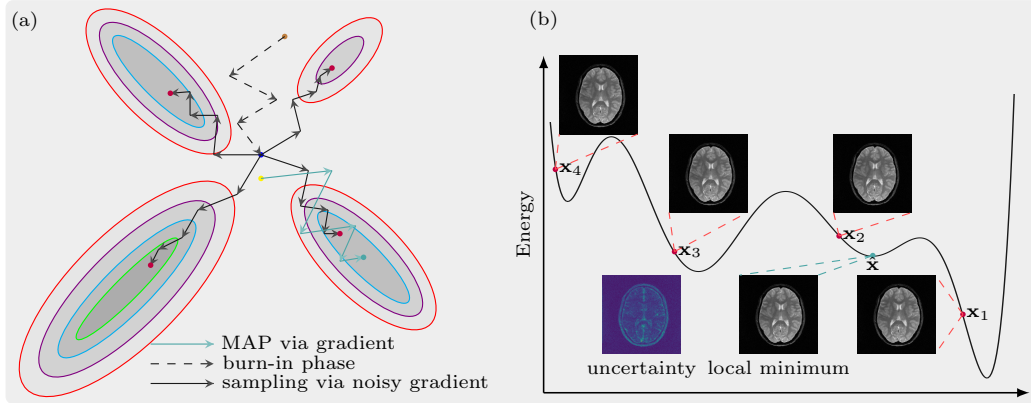 (a)
MAP via gradient
burn-in phase
sampling via noisy gradient
(b)
Energy
x₄
x₃
x₂
x
x₁
uncertainty local minimum